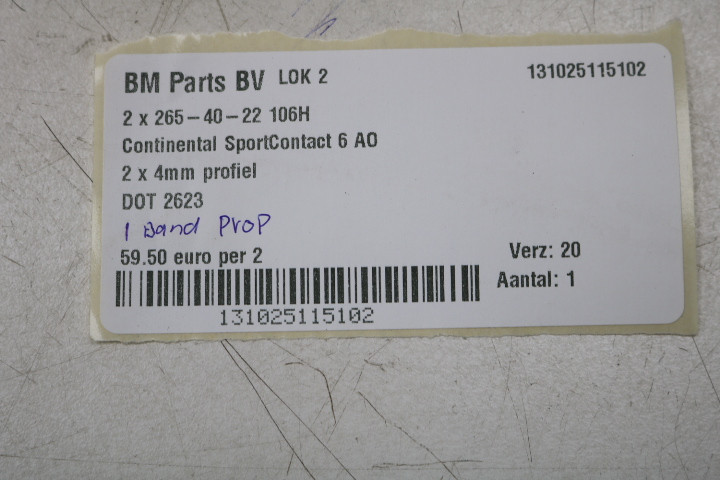 BM Parts BV LOK 2
131025115102
2 x 265-40-22 106H
Continental SportContact 6 AO
2 x 4mm profiel
DOT 2623
1 Band Prop
59.50 euro per 2
Verz: 20
Aantal: 1
131025115102